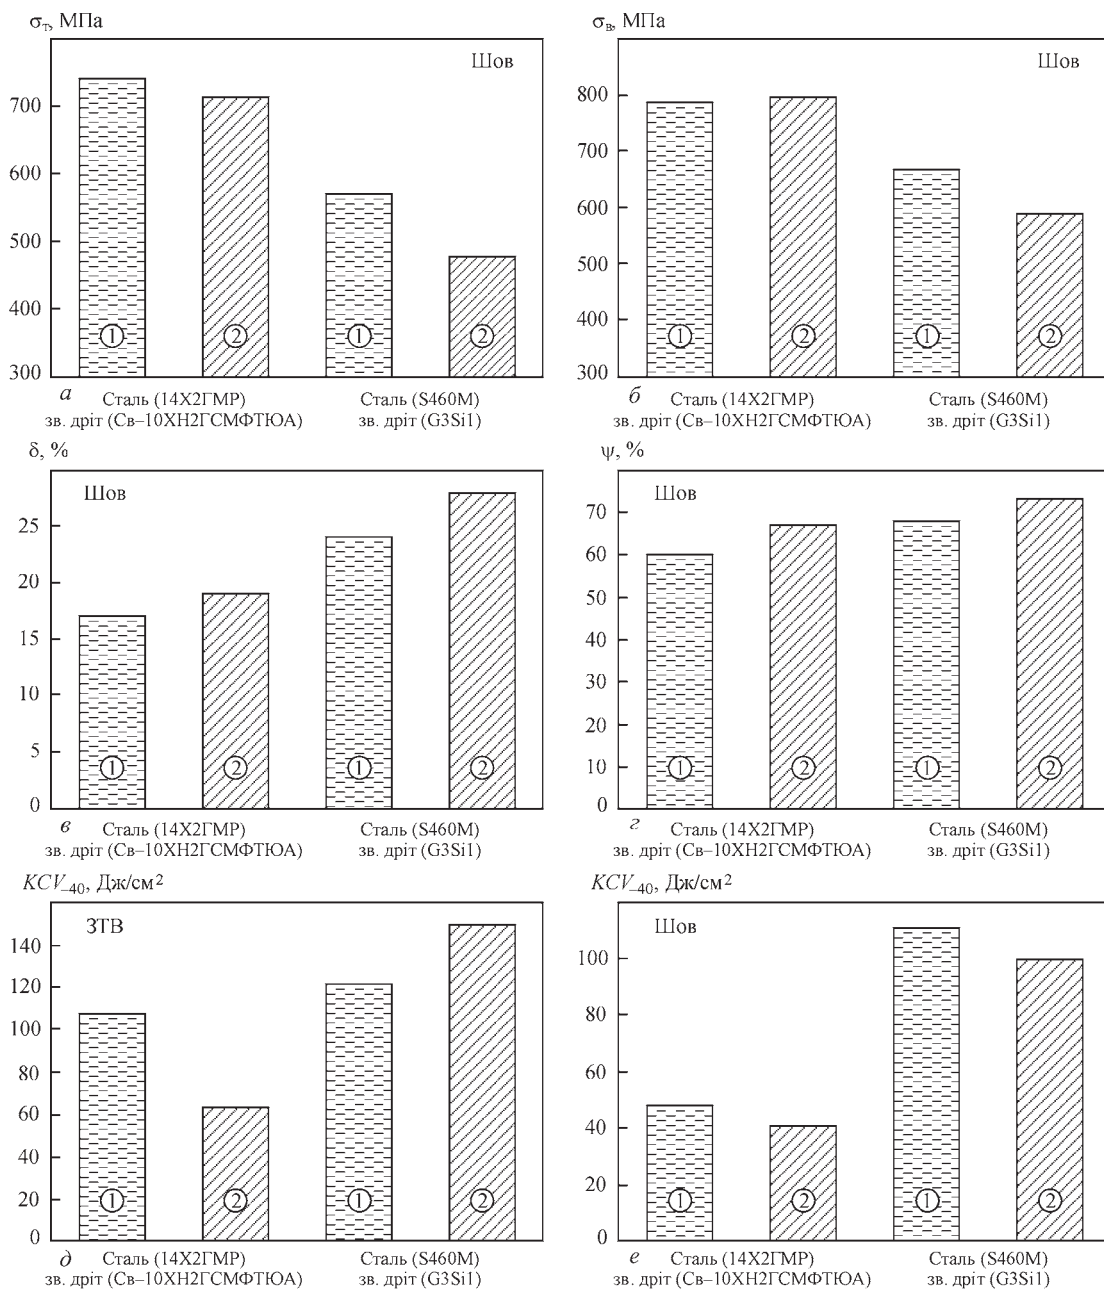 σт, МПа
Шов
700
600
500
400
300
1
2
1
2
а
Сталь (14Х2ГМР)
зв. дріт (Св–10ХН2ГСМФТЮА)
Сталь (S460M)
зв. дріт (G3Si1)
σв, МПа
Шов
800
700
600
500
400
300
1
2
1
2
б
Сталь (14Х2ГМР)
зв. дріт (Св–10ХН2ГСМФТЮА)
Сталь (S460M)
зв. дріт (G3Si1)
δ, %
Шов
25
20
15
10
5
0
1
2
1
2
в
Сталь (14Х2ГМР)
зв. дріт (Св–10ХН2ГСМФТЮА)
Сталь (S460M)
зв. дріт (G3Si1)
ψ, %
Шов
70
60
50
40
30
20
10
0
1
2
1
2
г
Сталь (14Х2ГМР)
зв. дріт (Св–10ХН2ГСМФТЮА)
Сталь (S460M)
зв. дріт (G3Si1)
KCV–40, Дж/см2
ЗТВ
140
120
100
80
60
40
20
0
1
2
1
2
д
Сталь (14Х2ГМР)
зв. дріт (Св–10ХН2ГСМФТЮА)
Сталь (S460M)
зв. дріт (G3Si1)
KCV–40, Дж/см2
Шов
100
80
60
40
20
0
1
2
1
2
е
Сталь (14Х2ГМР)
зв. дріт (Св–10ХН2ГСМФТЮА)
Сталь (S460M)
зв. дріт (G3Si1)